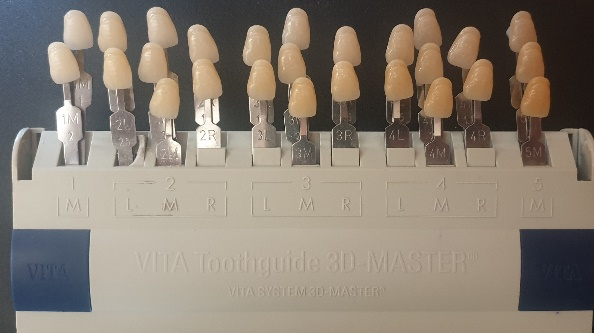 1M 2L 2M 2R 3L 3M 3R 4L 4M 4R 5M
1 2 3 4 5
M L M R L M R L M R M
VITA VITA Toothguide 3D-MASTER® VITA
VITA SYSTEM 3D-MASTER®